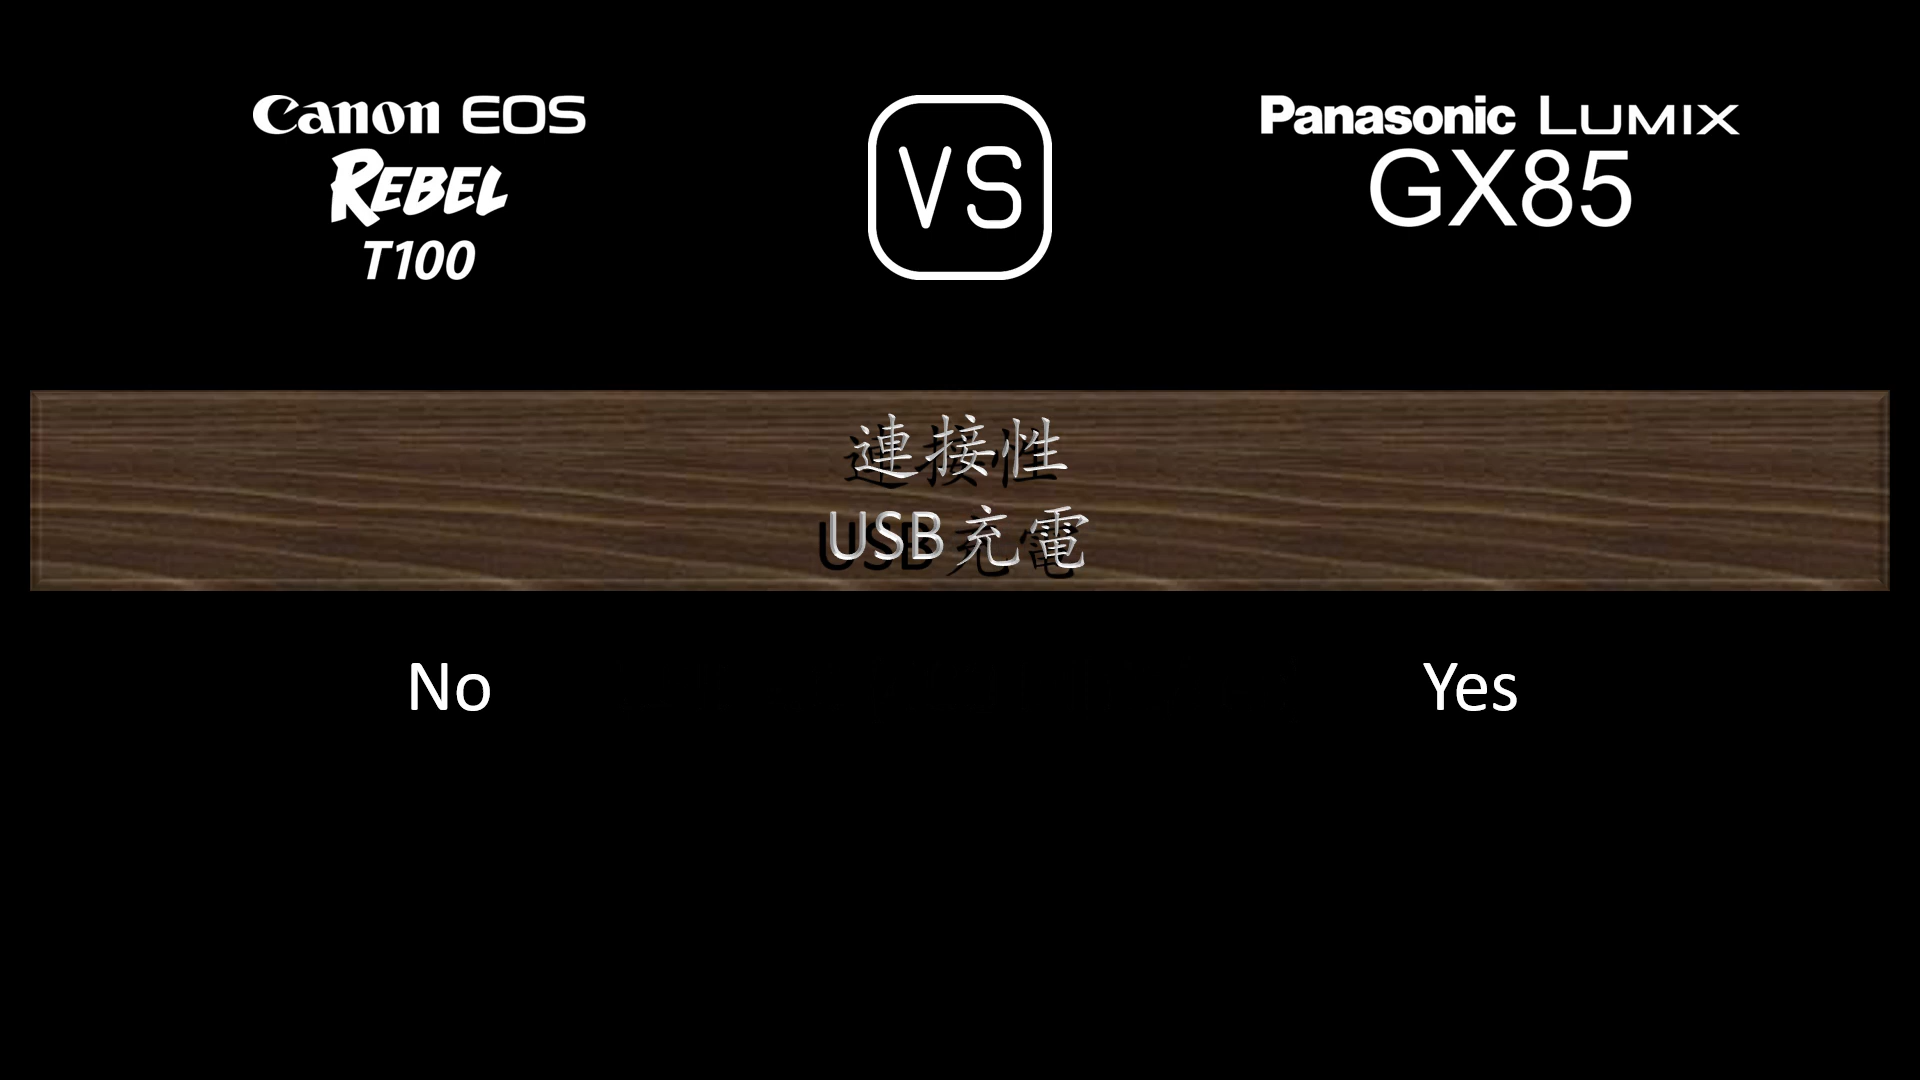 Canon EOS
REBEL
T100
VS
Panasonic LUMIX
GX85
連接性
USB 充電
No
Yes